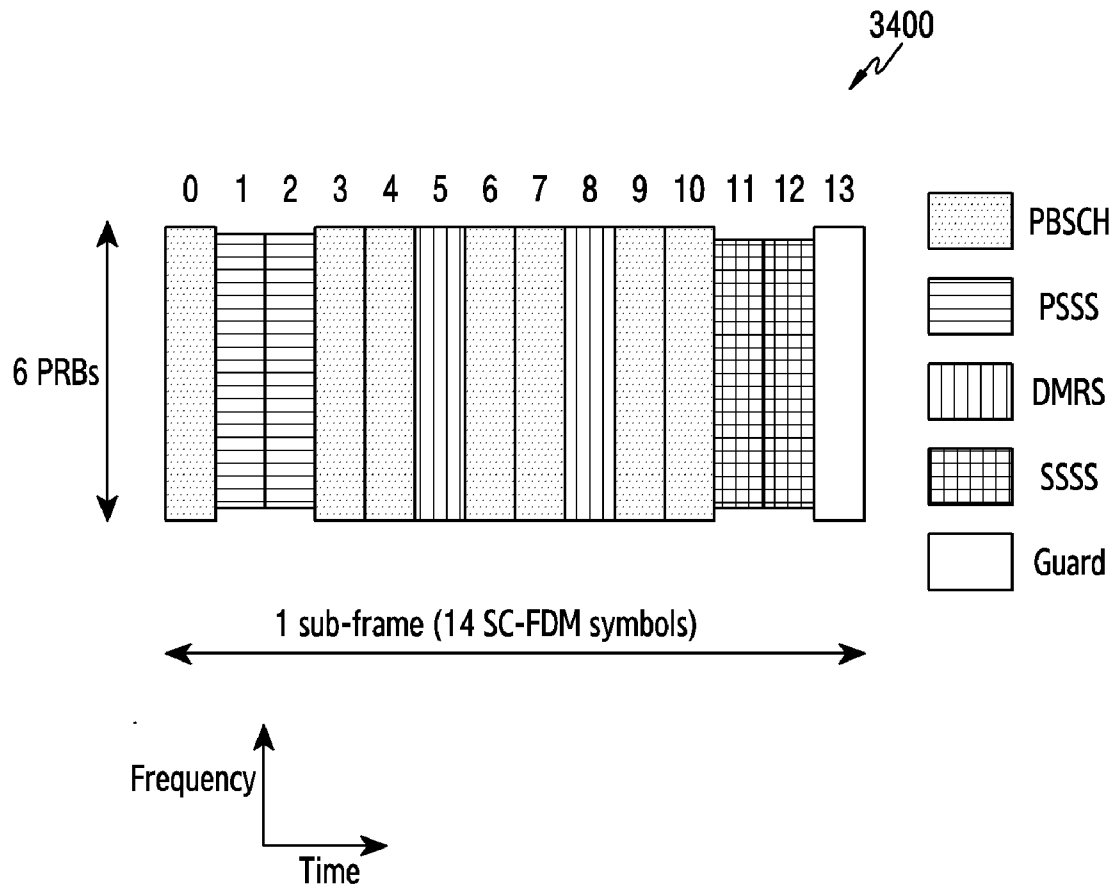 3400
0 1 2 3 4 5 6 7 8 9 10 11 12 13
6 PRBs
PBSCH
PSSS
DMRS
SSSS
Guard
1 sub-frame (14 SC-FDM symbols)
Frequency
Time